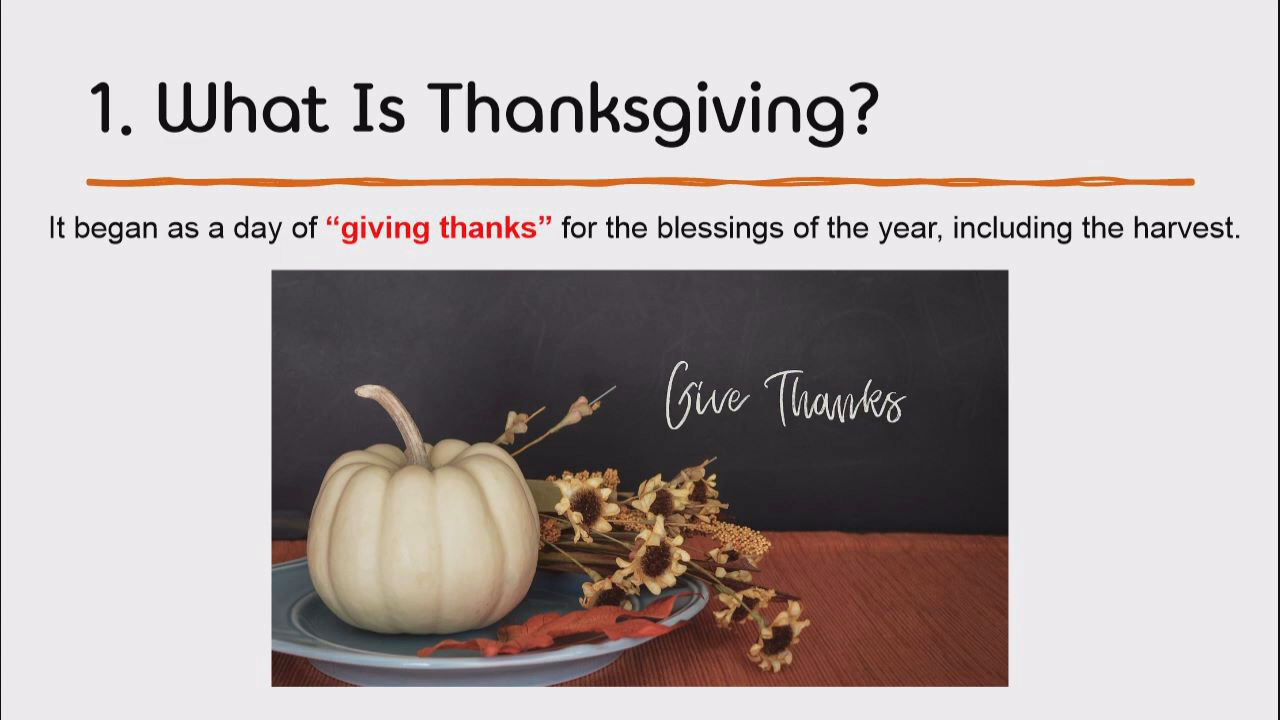 1. What Is Thanksgiving?
It began as a day of “giving thanks” for the blessings of the year, including the harvest.
Give Thanks